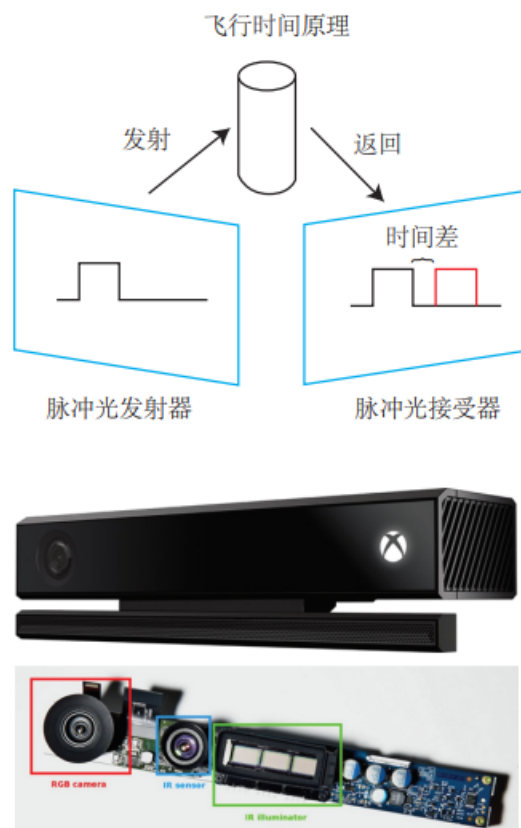 飞行时间原理
发射
返回
时间差
脉冲光发射器
脉冲光接受器
RGB camera
IR sensor
IR illuminator